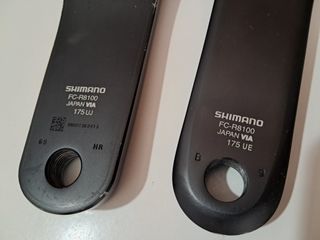 SHIMANO
FC-R8100
JAPAN VIA
175 UJ
SHIMANO
FC-R8100
JAPAN VIA
175 UE